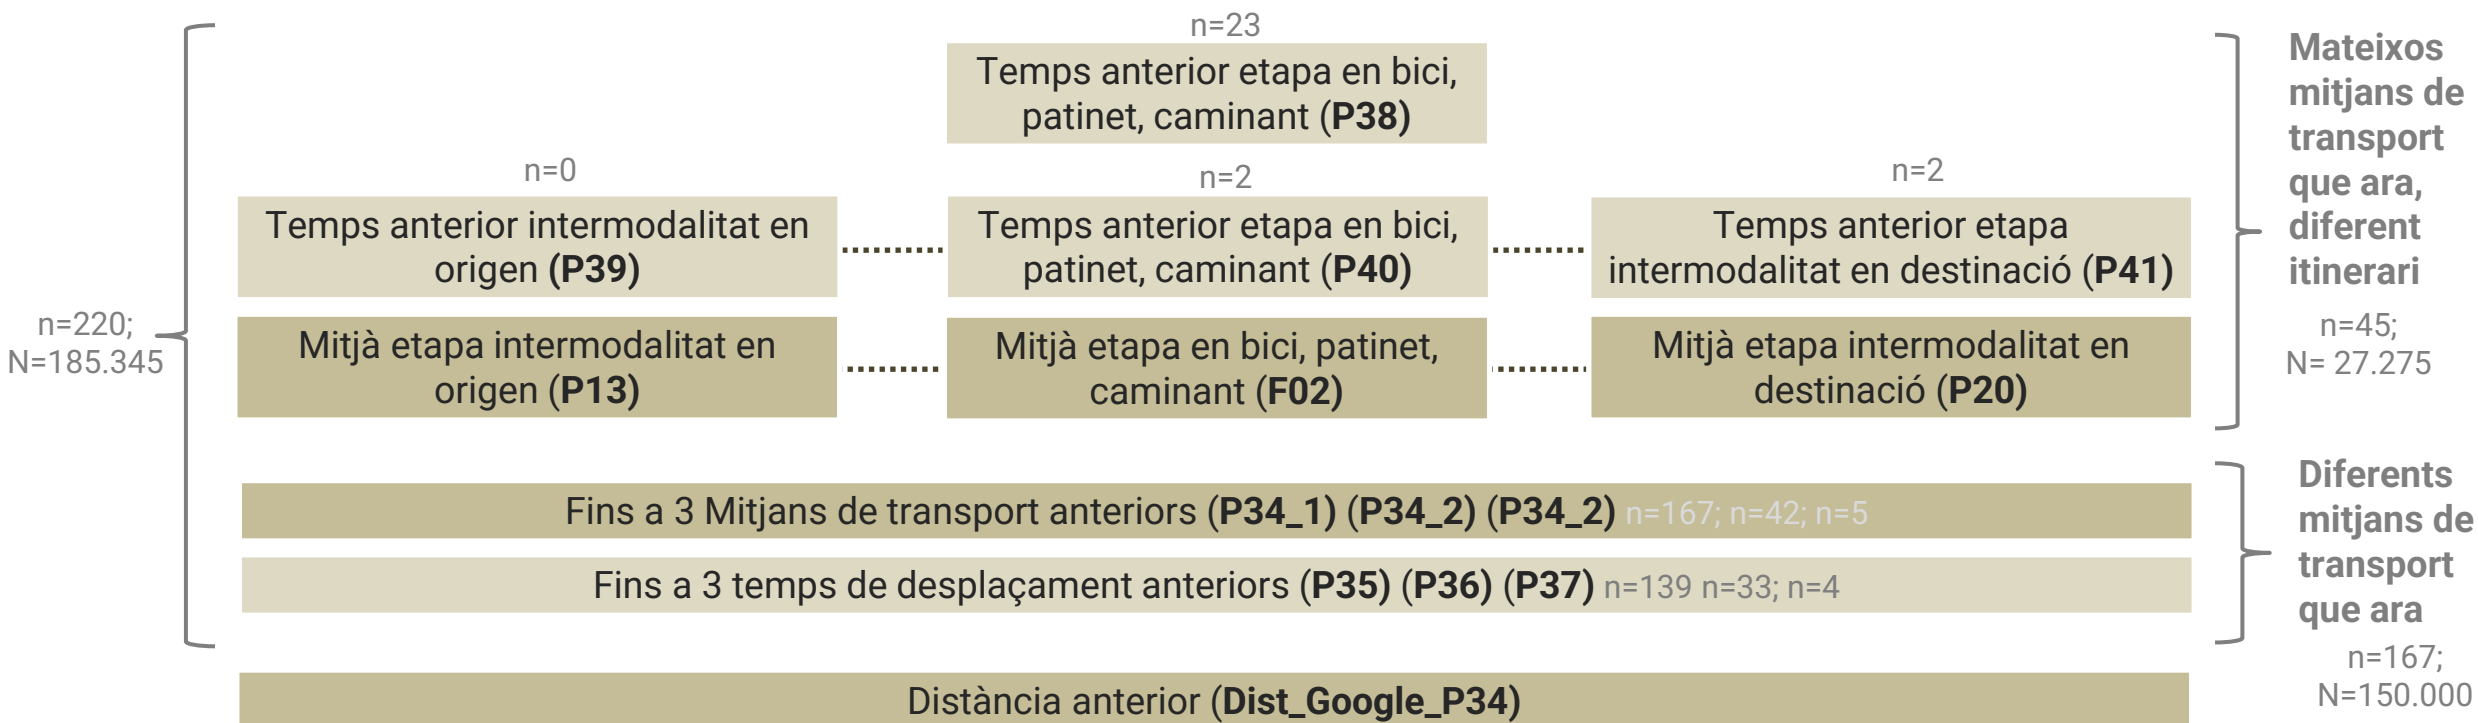 n=23
Temps anterior etapa en bici,
patinet, caminant (P38)
n=0
n=2
n=2
Temps anterior intermodalitat en
origen (P39)
Temps anterior etapa en bici,
patinet, caminant (P40)
Temps anterior etapa
intermodalitat en destinació (P41)
Mitjà etapa intermodalitat en
origen (P13)
Mitjà etapa en bici, patinet,
caminant (F02)
Mitjà etapa intermodalitat en
destinació (P20)
n=220;
N=185.345
Mateixos
mitjans de
transport
que ara,
diferent
itinerari
n=45;
N= 27.275
Fins a 3 Mitjans de transport anteriors (P34_1) (P34_2) (P34_2) n=167; n=42; n=5
Fins a 3 temps de desplaçament anteriors (P35) (P36) (P37) n=139 n=33; n=4
Diferents
mitjans de
transport
que ara
n=167;
N=150.000
Distància anterior (Dist_Google_P34)